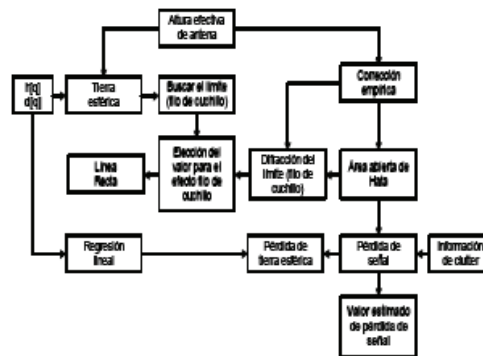 Altura efectiva
de antena
h[q]
d[q]
Tierra
esférica
Buscar el límite
(filo de cuchillo)
Corrección
empírica
Línea
Recta
Elección del
valor para el
efecto filo de
cuchillo
Difracción del
límite (filo de
cuchillo)
Área abierta de
Hata
Regresión
lineal
Pérdida de
tierra esférica
Pérdida de
señal
Información
de clutter
Valor estimado
de pérdida de
señal